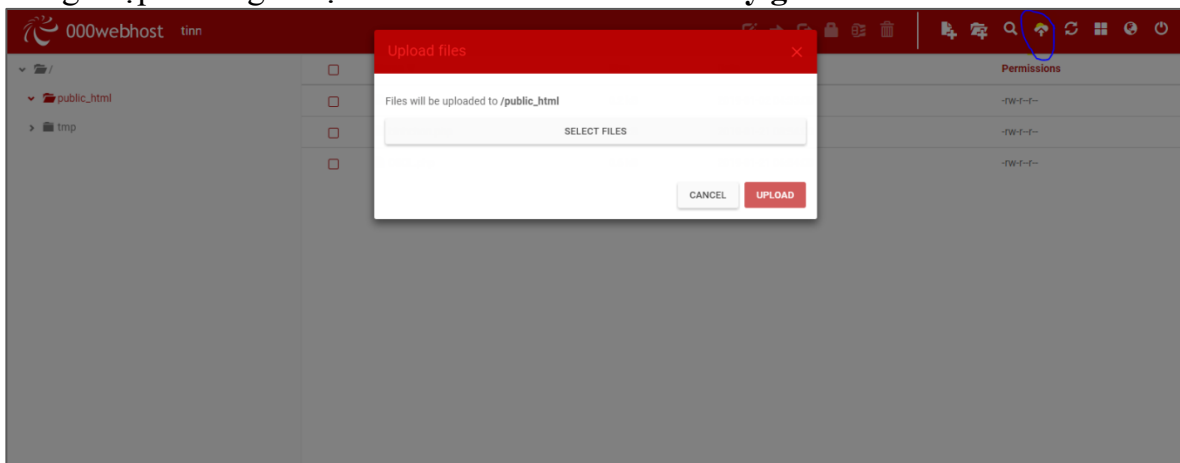 000webhost tinn
Upload files
/
Permissions
public_html
Files will be uploaded to /public_html
-rw-r--r--
tmp
SELECT FILES
-rw-r--r--
-rw-r--r--
CANCEL UPLOAD